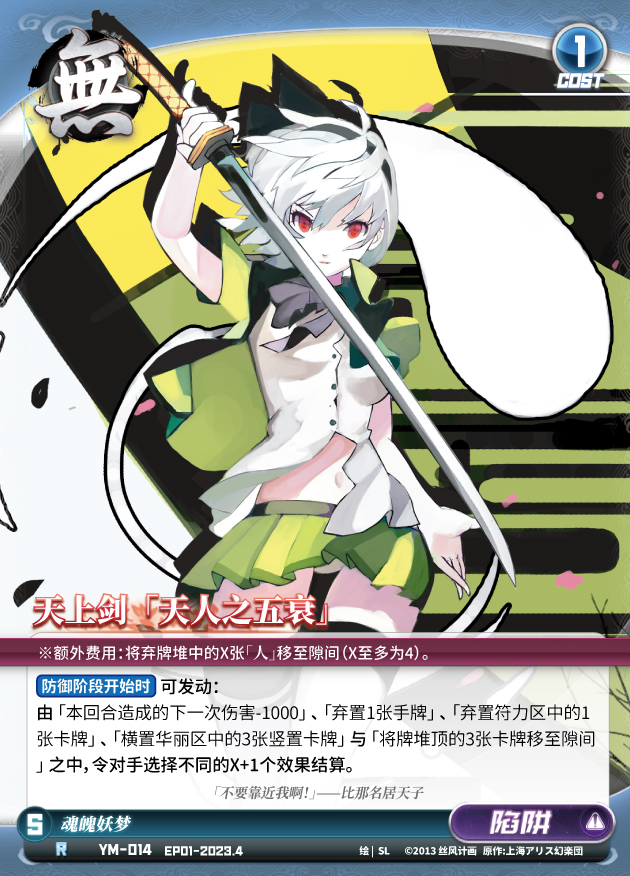 無
1
COST
天上剑「天人之五衰」
※额外费用：将弃牌堆中的X张「人」移至隙间（X至多为4）。
防御阶段开始时 可发动：
由「本回合造成的下一次伤害-1000」、「弃置1张手牌」、「弃置符力区中的1
张卡牌」、「横置华丽区中的3张竖置卡牌」与「将牌堆顶的3张卡牌移至隙间
」之中，令对手选择不同的X+1个效果结算。
「不要靠近我啊！」——比那名居天子
S 魂魄妖梦
陷阱
R YM-014 EP01-2023.4 绘| SL ©2013 丝风计画 原作:上海アリス幻楽団